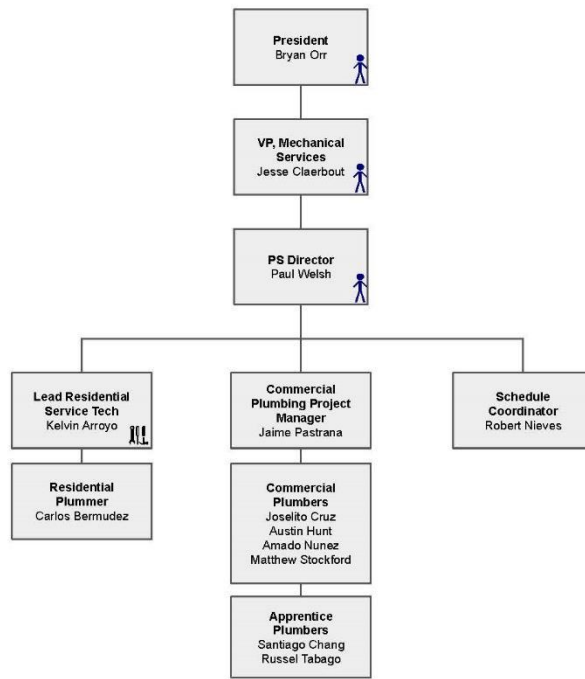 President
Bryan Orr
VP, Mechanical
Services
Jesse Claerbout
PS Director
Paul Welsh
Lead Residential
Service Tech
Kelvin Arroyo
Residential
Plummer
Carlos Bermudez
Commercial
Plumbing Project
Manager
Jaime Pastrana
Commercial
Plumbers
Joselito Cruz
Austin Hunt
Amado Nunez
Matthew Stockford
Apprentice
Plumbers
Santiago Chang
Russel Tabago
Schedule
Coordinator
Robert Nieves